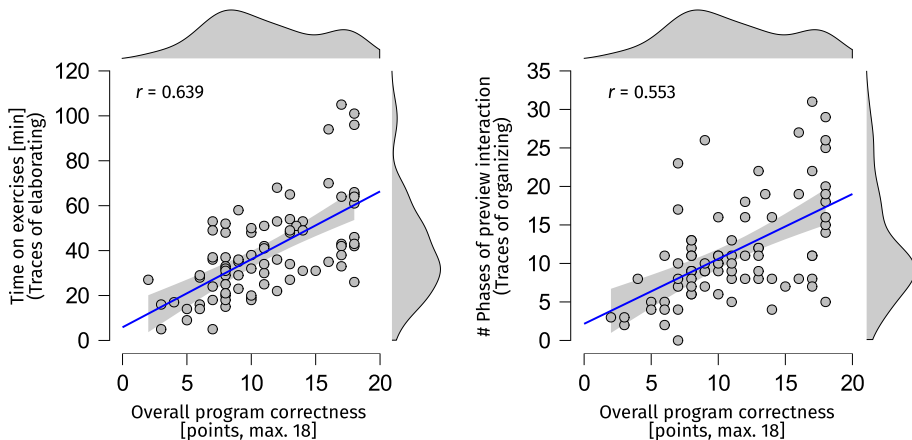 r = 0.639
120
100
80
60
40
20
0
Time on exercises [min]
(Traces of elaborating)
0 5 10 15 20
Overall program correctness
[points, max. 18]
r = 0.553
35
30
25
20
15
10
5
0
# Phases of preview interaction
(Traces of organizing)
0 5 10 15 20
Overall program correctness
[points, max. 18]